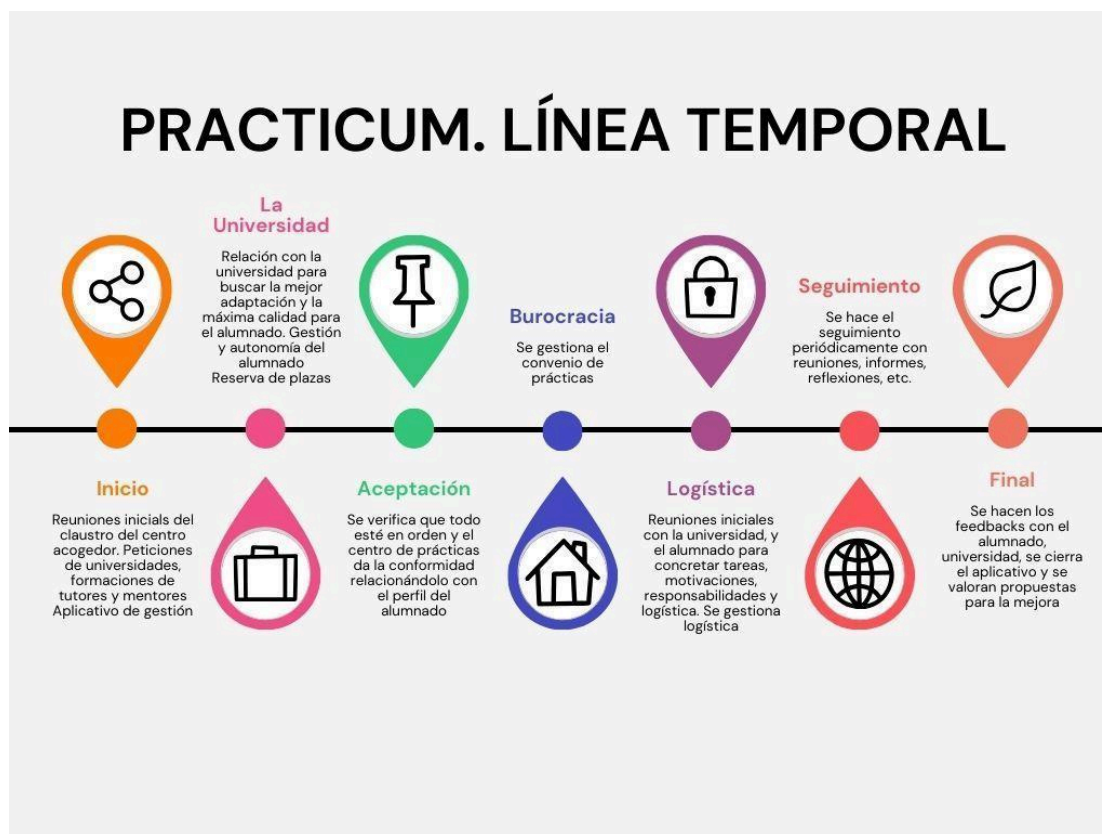 PRACTICUM. LÍNEA TEMPORAL
Inicio
Reuniones inicials del
claustro del centro
acogedor. Peticiones
de universidades,
formaciones de
tutores y mentores
Aplicativo de gestión
La
Universidad
Relación con la
universidad para
buscar la mejor
adaptación y la
máxima calidad para
el alumnado. Gestión
y autonomía del
alumnado
Reserva de plazas
Aceptación
Se verifica que todo
esté en orden y el
centro de prácticas
da la conformidad
relacionándolo con
el perfil del
alumnado
Burocracia
Se gestiona el
convenio de
prácticas
Logística
Reuniones iniciales
con la universidad, y
el alumnado para
concretar tareas,
motivaciones,
responsabilidades y
logística. Se gestiona
logística
Seguimiento
Se hace el
seguimiento
periódicamente con
reuniones, informes,
reflexiones, etc.
Final
Se hacen los
feedbacks con el
alumnado,
universidad, se cierra
el aplicativo y se
valoran propuestas
para la mejora